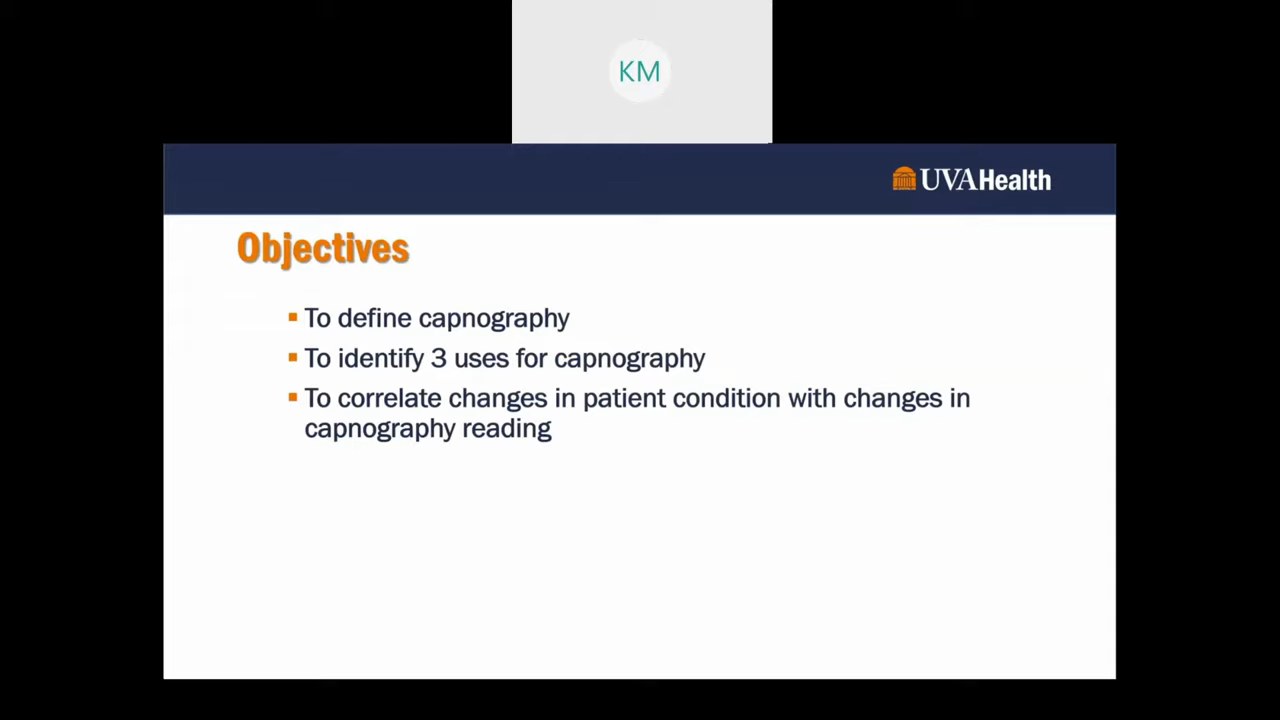 KM
UVAHealth
Objectives
To define capnography
To identify 3 uses for capnography
To correlate changes in patient condition with changes in
capnography reading